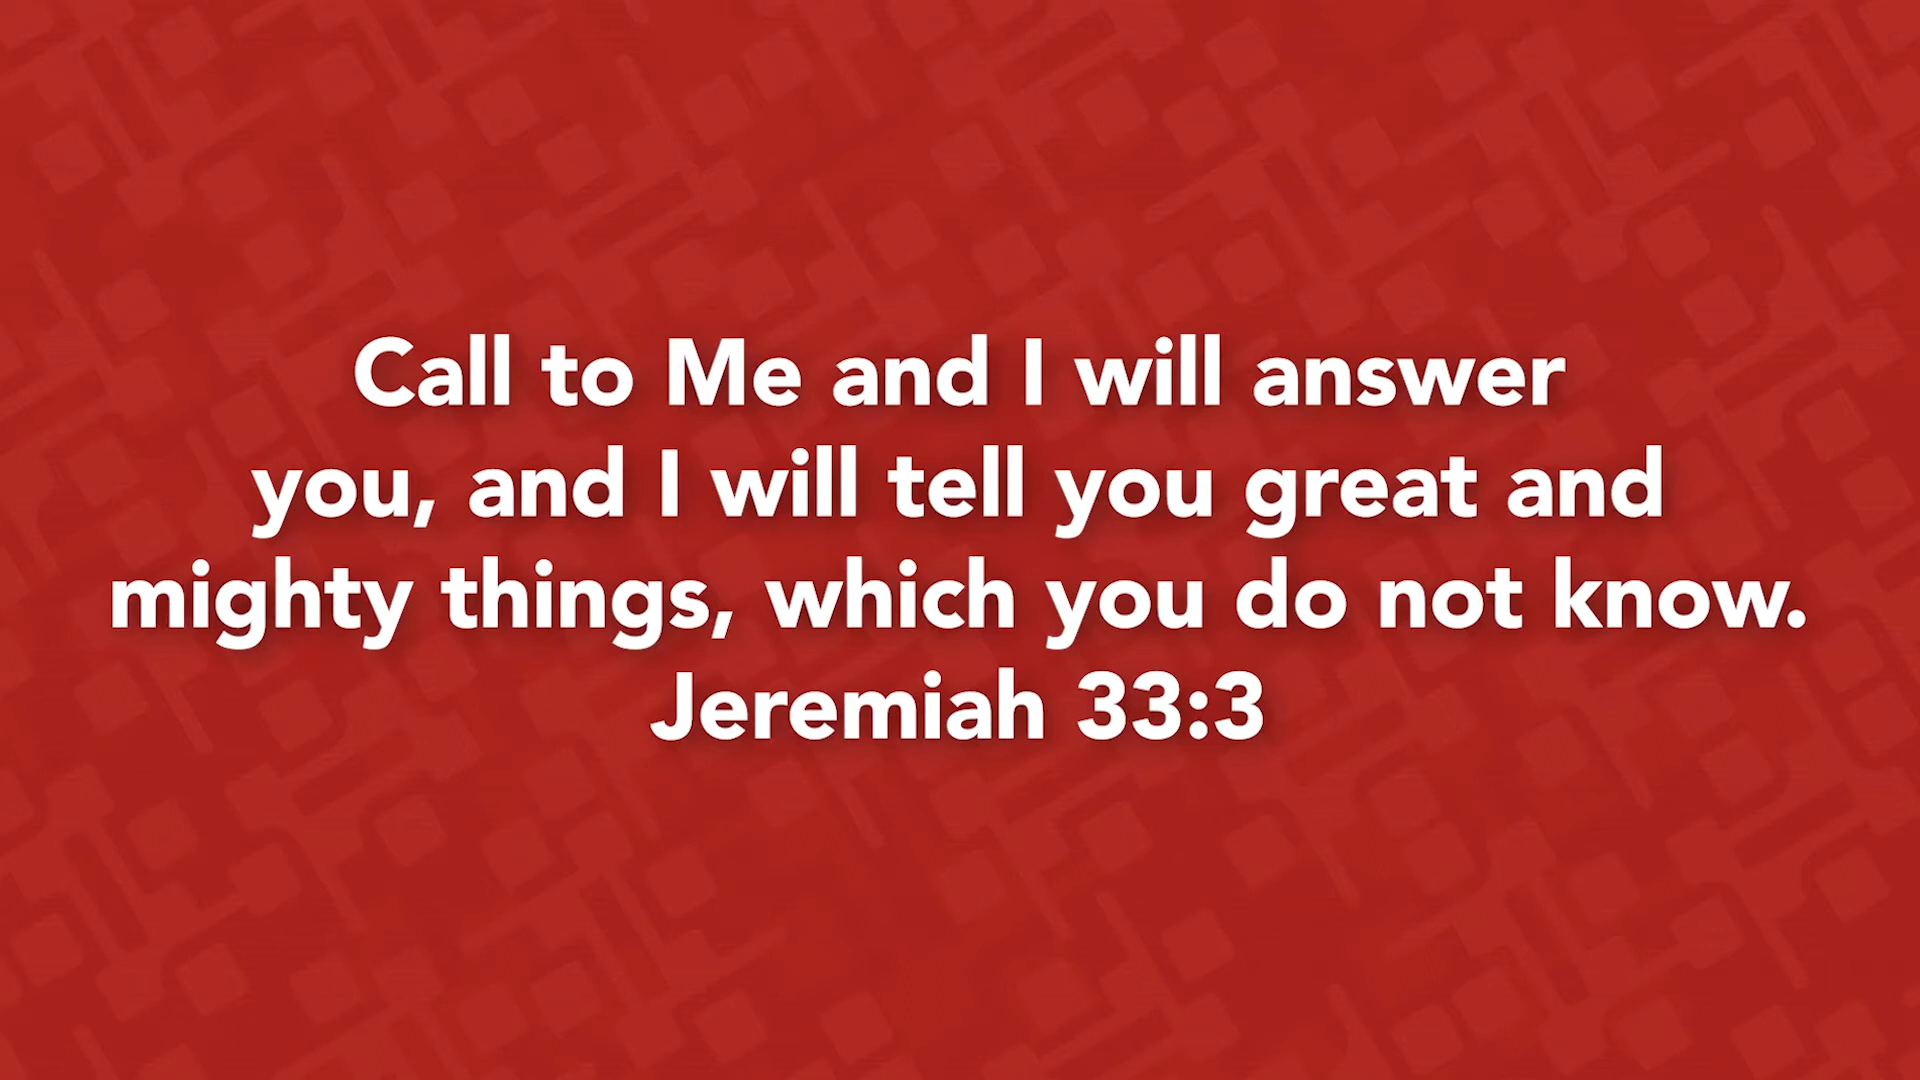 Call to Me and I will answer
you, and I will tell you great and
mighty things, which you do not know.
Jeremiah 33:3